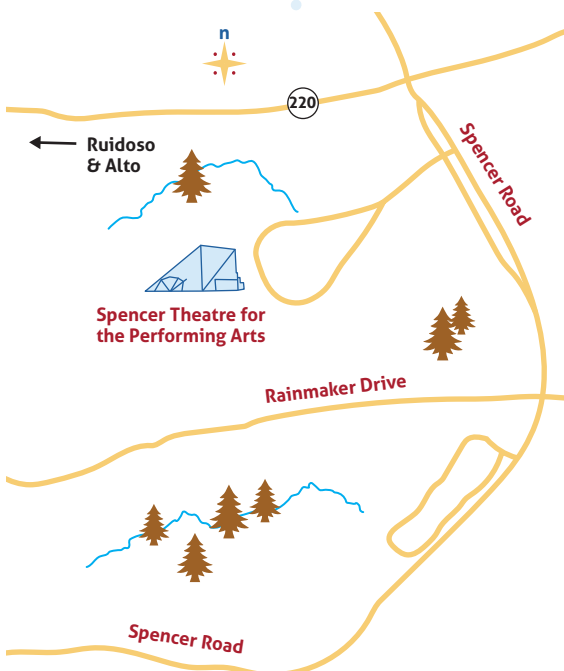 n
220
Ruidoso
& Alto
Spencer Road
Spencer Theatre for
the Performing Arts
Rainmaker Drive
Spencer Road